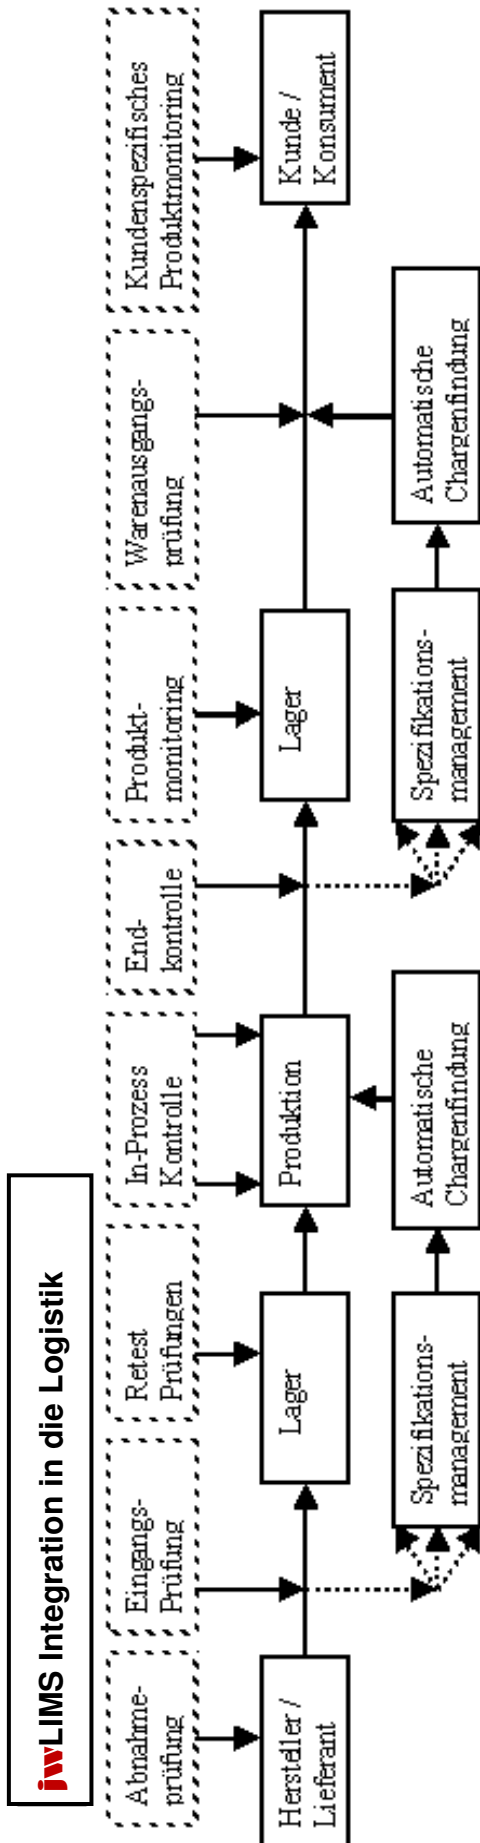 jwLIMS Integration in die Logistik
Abnahme-
prüfung
Eingangs-
Prüfung
Retest
Prüfungen
In-Prozess
Kontrolle
End-
kontrolle
Produkt-
monitoring
Warenausgangs-
prüfung
Kundenspezifisches
Produktmonitoring
Hersteller /
Lieferant
Lager
Produktion
Lager
Kunde /
Konsument
Spezifikations-
management
Automatische
Chargenfindung
Spezifikations-
management
Automatische
Chargenfindung